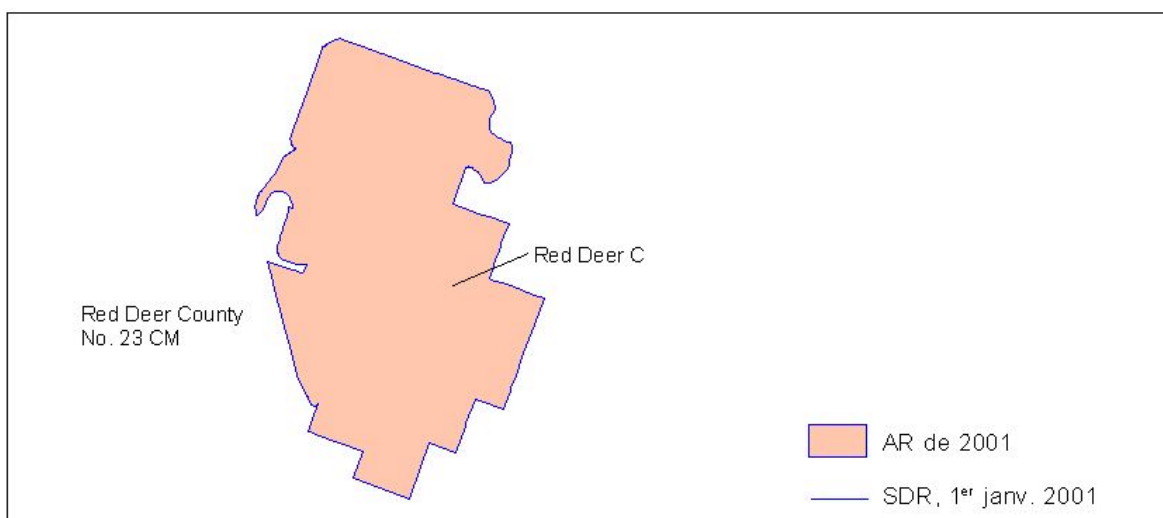 Red Deer C
Red Deer County
No. 23 CM
AR de 2001
SDR, 1er janv. 2001